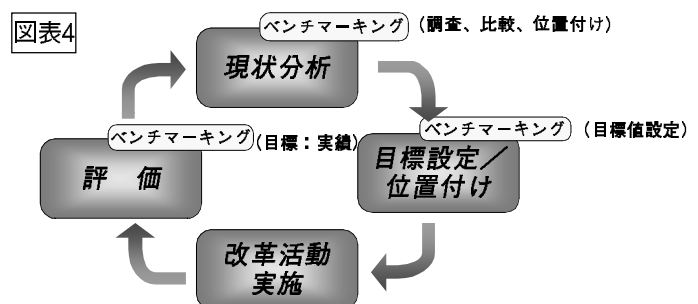 図表4
ベンチマーキング (調査、比較、位置付け)
現状分析
ベンチマーキング (目標値設定)
目標設定／
位置付け
ベンチマーキング (目標:実績)
評 価
改革活動
実施